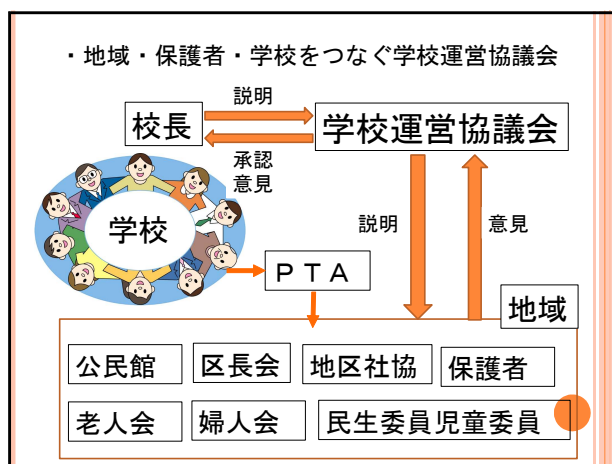 ・地域・保護者・学校をつなぐ学校運営協議会
説明
校長
学校運営協議会
承認
意見
学校
説明
意見
ＰＴＡ
地域
公民館
区長会
地区社協
保護者
老人会
婦人会
民生委員児童委員